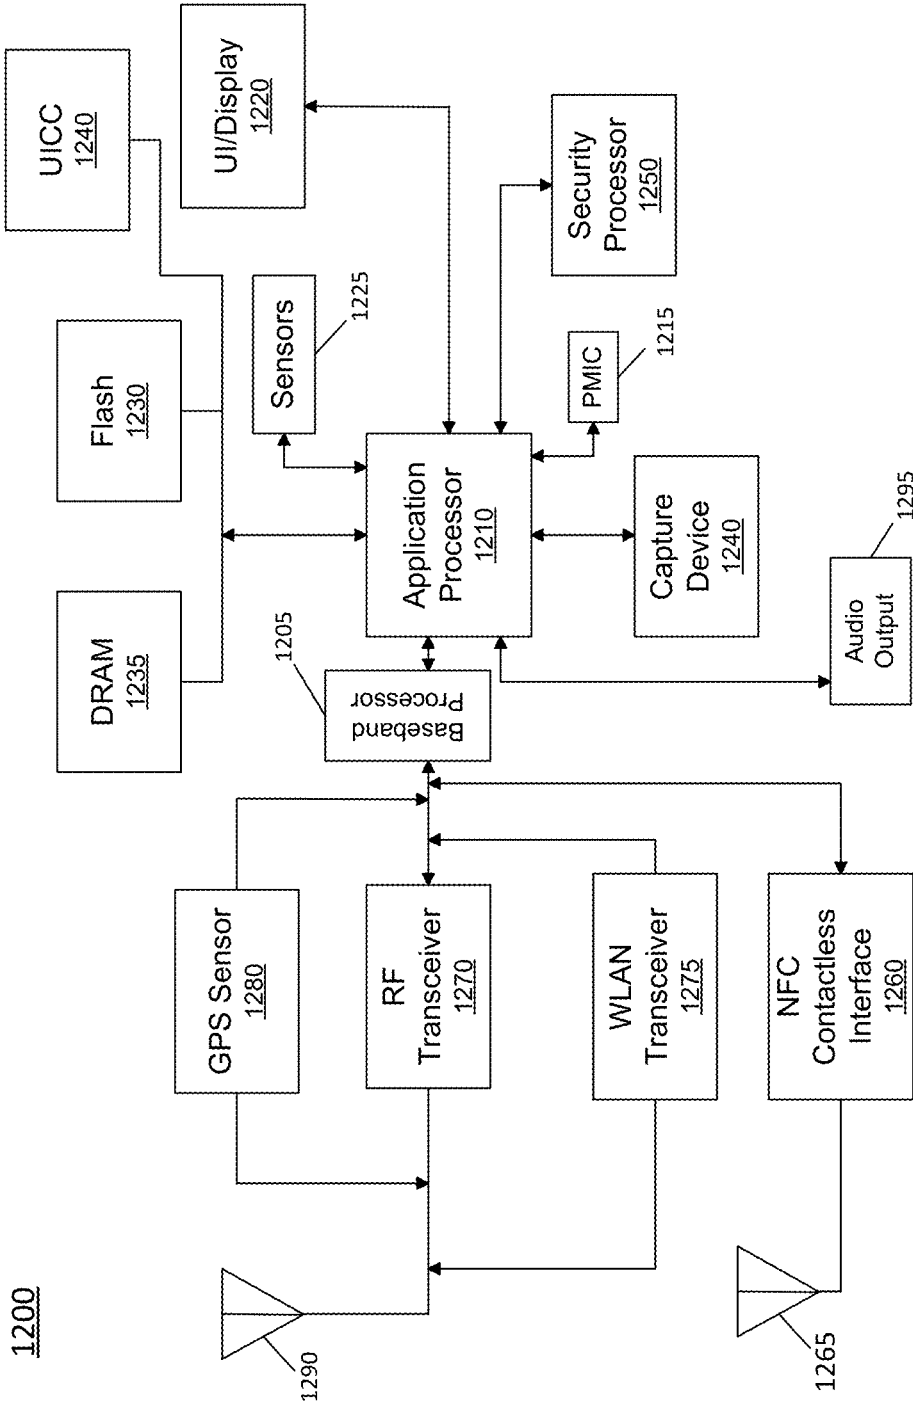 1200
UICC
1240
UI/Display
1220
Flash
1230
Sensors
1225
Security
Processor
1250
PMIC
1215
DRAM
1235
Application
Processor
1210
Capture
Device
1240
1205
Baseband
Processor
Audio
Output
1295
GPS Sensor
1280
RF
Transceiver
1270
WLAN
Transceiver
1275
NFC
Contactless
Interface
1260
1290
1265